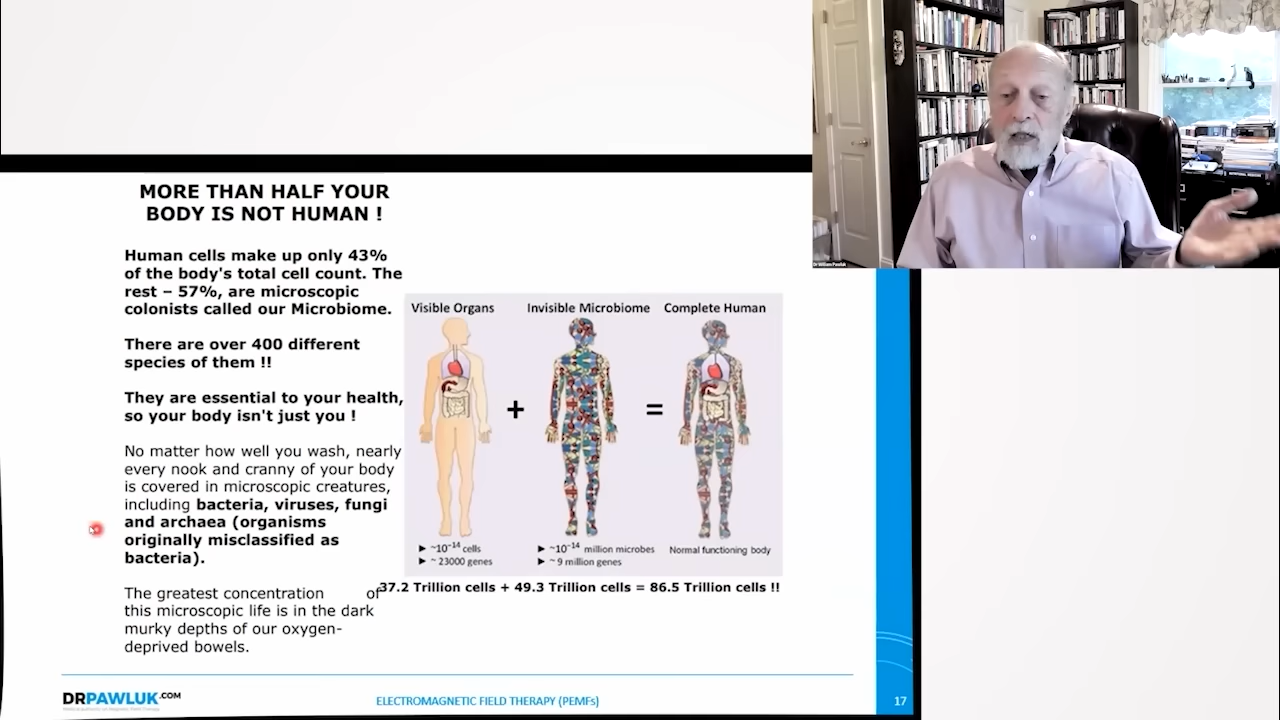 Dr William Pawluk
MORE THAN HALF YOUR
BODY IS NOT HUMAN !
Human cells make up only 43%
of the body's total cell count. The
rest – 57%, are microscopic
colonists called our Microbiome.
There are over 400 different
species of them !!
They are essential to your health,
so your body isn't just you !
No matter how well you wash, nearly
every nook and cranny of your body
is covered in microscopic creatures,
including bacteria, viruses, fungi
and archaea (organisms
originally misclassified as
bacteria).
The greatest concentration of
this microscopic life is in the dark
murky depths of our oxygen-
deprived bowels.
Visible Organs Invisible Microbiome Complete Human
+ =
► ~10⁻¹⁴ cells
► ~ 23000 genes
► ~10⁻¹⁴ million microbes
► ~ 9 million genes
Normal functioning body
37.2 Trillion cells + 49.3 Trillion cells = 86.5 Trillion cells !!
DRPAWLUK.COM
ELECTROMAGNETIC FIELD THERAPY (PEMFs)
17